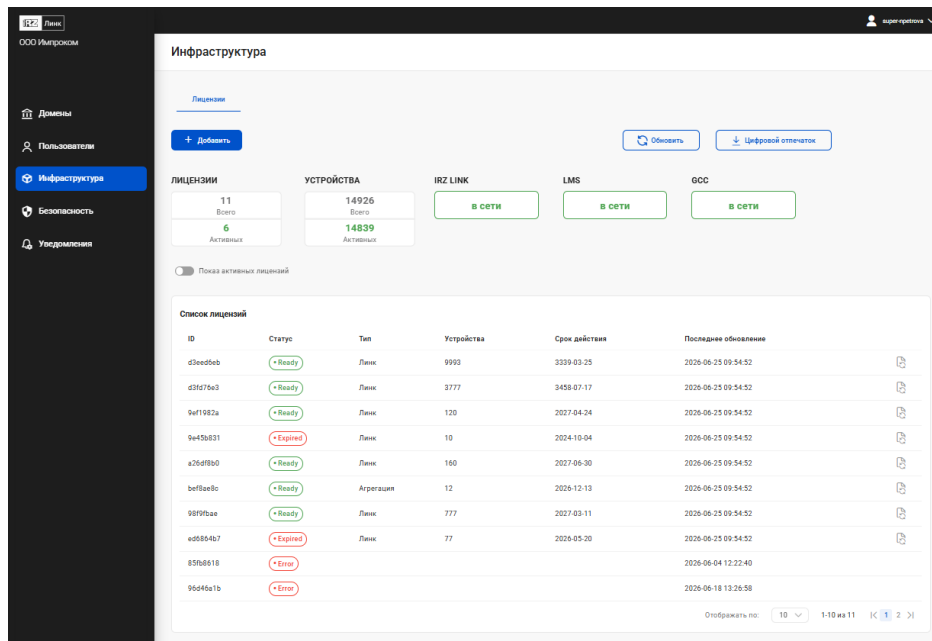 iRZ Линк
super-npetrova
ООО Импроком
Инфраструктура
Лицензии
Домены
+ Добавить
Обновить
Цифровой отпечаток
Пользователи
Инфраструктура
ЛИЦЕНЗИИ УСТРОЙСТВА IRZ LINK LMS GCC
11 14926
Всего Всего
в сети в сети в сети
Безопасность
6 14839
Активных Активных
Уведомления
Показ активных лицензий
Список лицензий
ID Статус Тип Устройства Срок действия Последнее обновление
d3eed6eb • Ready Линк 9993 3339-03-25 2026-06-25 09:54:52
d3fd76e3 • Ready Линк 3777 3458-07-17 2026-06-25 09:54:52
9ef1982a • Ready Линк 120 2027-04-24 2026-06-25 09:54:52
9e45b831 • Expired Линк 10 2024-10-04 2026-06-25 09:54:52
a26df8b0 • Ready Линк 160 2027-06-30 2026-06-25 09:54:52
bef8ae8c • Ready Агрегация 12 2026-12-13 2026-06-25 09:54:52
98f9fbae • Ready Линк 777 2027-03-11 2026-06-25 09:54:52
ed6864b7 • Expired Линк 77 2026-05-20 2026-06-25 09:54:52
85fb8618 • Error 2026-06-04 12:22:40
96d46a1b • Error 2026-06-18 13:26:58
Отображать по: 10 1-10 из 11 1 2